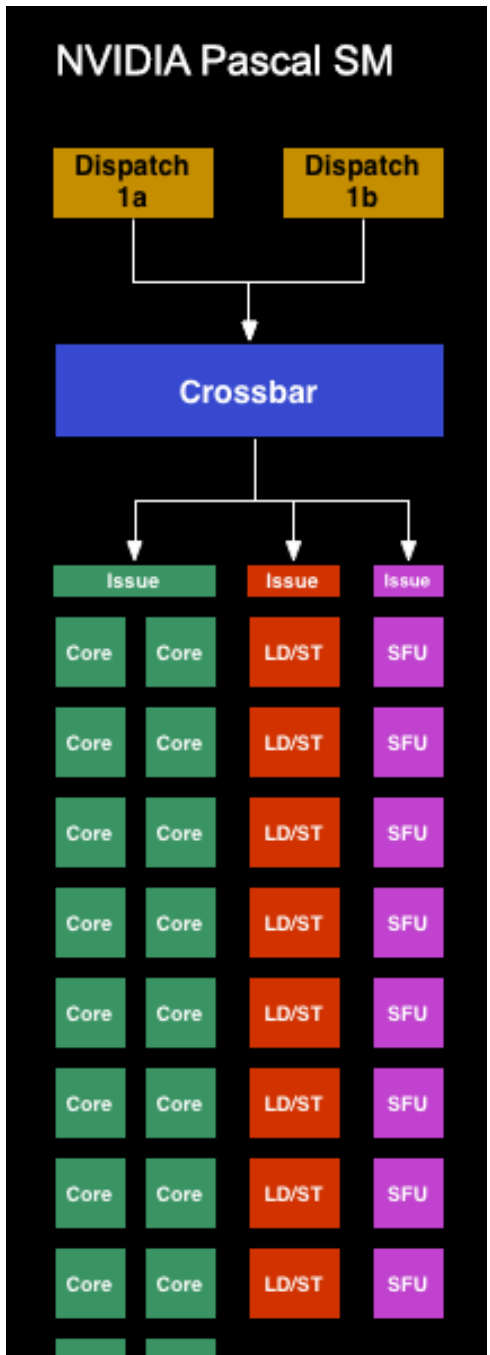 NVIDIA Pascal SM
Dispatch Dispatch
1a 1b
Crossbar
Issue Issue Issue
Core Core LD/ST SFU
Core Core LD/ST SFU
Core Core LD/ST SFU
Core Core LD/ST SFU
Core Core LD/ST SFU
Core Core LD/ST SFU
Core Core LD/ST SFU
Core Core LD/ST SFU